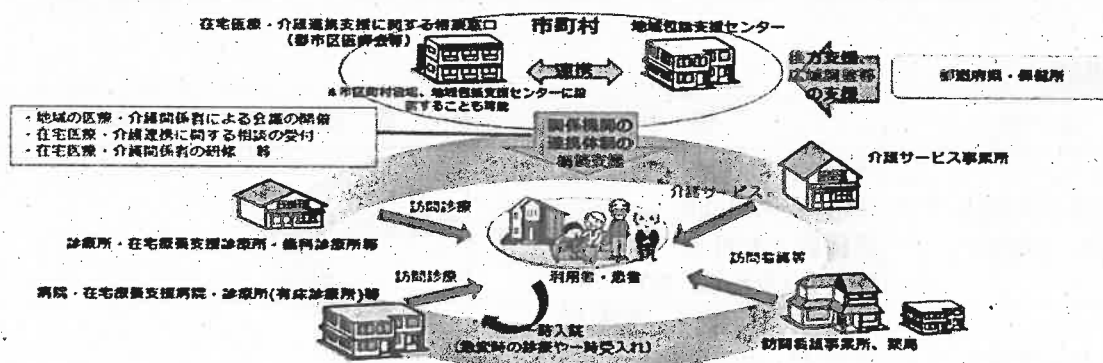 在宅医療・介護連携支援に関する相談窓口
(郡市区医師会等)
市町村
地域包括支援センター
連携
※市区町村役場、地域包括支援センターに設
置することも可能
後方支援、
広域調整等
の支援
都道府県・保健所
・地域の医療・介護関係者による会議の開催
・在宅医療・介護連携に関する相談の受付
・在宅医療・介護関係者の研修 等
関係機関の
連携体制の
構築支援
介護サービス事業所
介護サービス
訪問診療
診療所・在宅療養支援診療所・歯科診療所等
利用者・患者
訪問看護等
訪問診療
病院・在宅療養支援病院・診療所(有床診療所)等
一時入院
(急変時の診療や一時受入れ)
訪問看護事業所、薬局